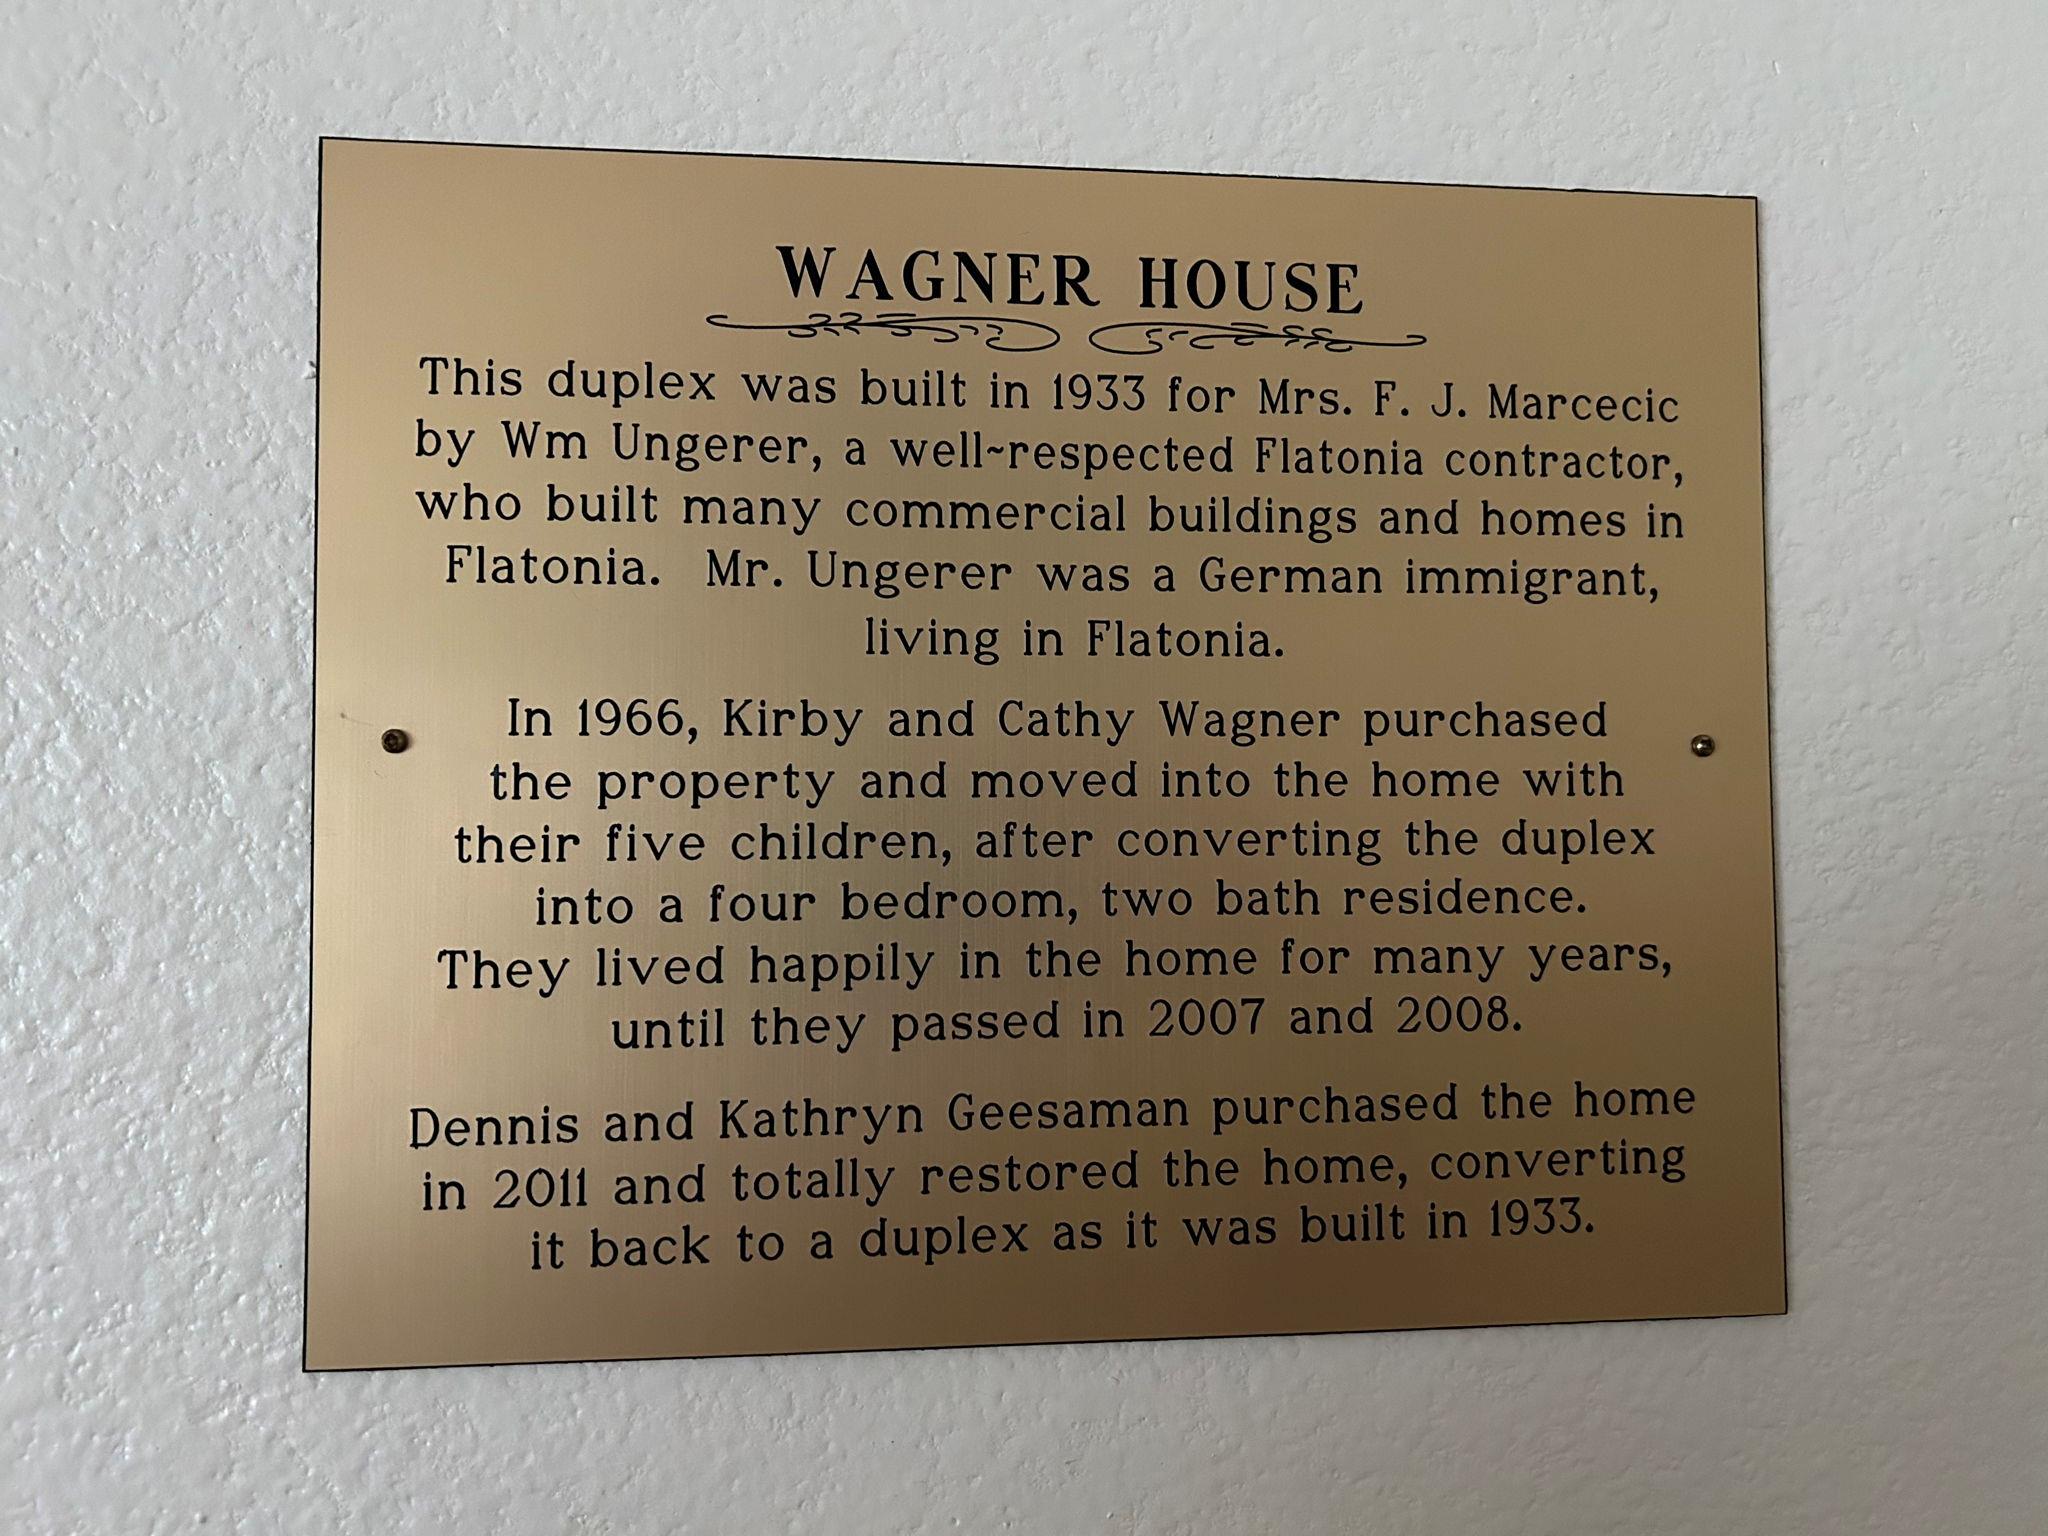 WAGNER HOUSE
This duplex was built in 1933 for Mrs. F. J. Marcecic
by Wm Ungerer, a well~respected Flatonia contractor,
who built many commercial buildings and homes in
Flatonia. Mr. Ungerer was a German immigrant,
living in Flatonia.
In 1966, Kirby and Cathy Wagner purchased
the property and moved into the home with
their five children, after converting the duplex
into a four bedroom, two bath residence.
They lived happily in the home for many years,
until they passed in 2007 and 2008.
Dennis and Kathryn Geesaman purchased the home
in 2011 and totally restored the home, converting
it back to a duplex as it was built in 1933.